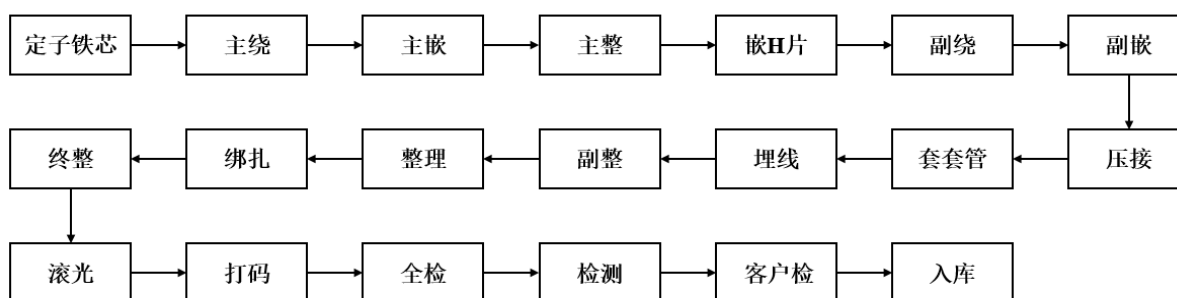 定子铁芯
主绕
主嵌
主整
嵌H片
副绕
副嵌
压接
套套管
埋线
副整
整理
绑扎
终整
滚光
打码
全检
检测
客户检
入库